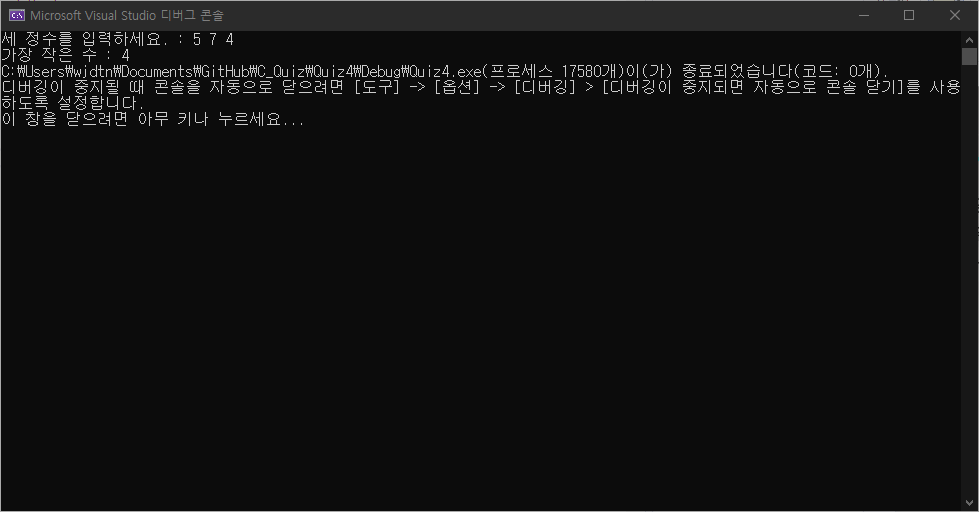 Microsoft Visual Studio 디버그 콘솔
세 정수를 입력하세요. : 5 7 4
가장 작은 수 : 4
C:₩Users₩wjdtn₩Documents₩GitHub₩C_Quiz₩Quiz4₩Debug₩Quiz4.exe(프로세스 17580개)이(가) 종료되었습니다(코드: 0개).
디버깅이 중지될 때 콘솔을 자동으로 닫으려면 [도구] -> [옵션] -> [디버깅] > [디버깅이 중지되면 자동으로 콘솔 닫기]를 사용
하도록 설정합니다.
이 창을 닫으려면 아무 키나 누르세요...